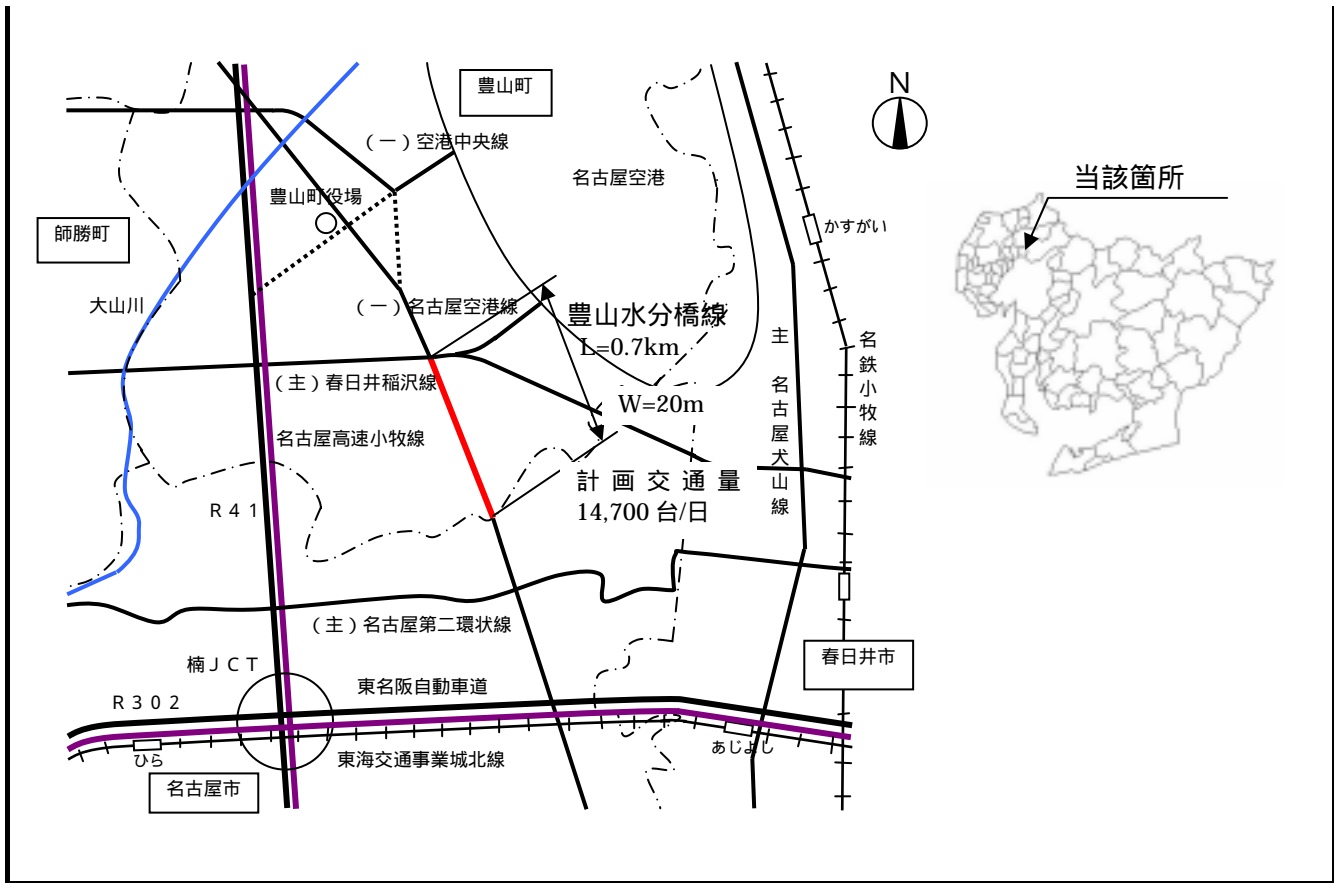 豊山町
N
(一)空港中央線
名古屋空港
当該箇所
豊山町役場
かすがい
師勝町
大山川
(一)名古屋空港線
豊山水分橋線
L=0.7km
主 名古屋犬山線
名鉄小牧線
(主)春日井稲沢線
W=20m
名古屋高速小牧線
計画交通量
14,700 台/日
R41
(主)名古屋第二環状線
春日井市
楠JCT
東名阪自動車道
R302
あじよし
ひら
東海交通事業城北線
名古屋市